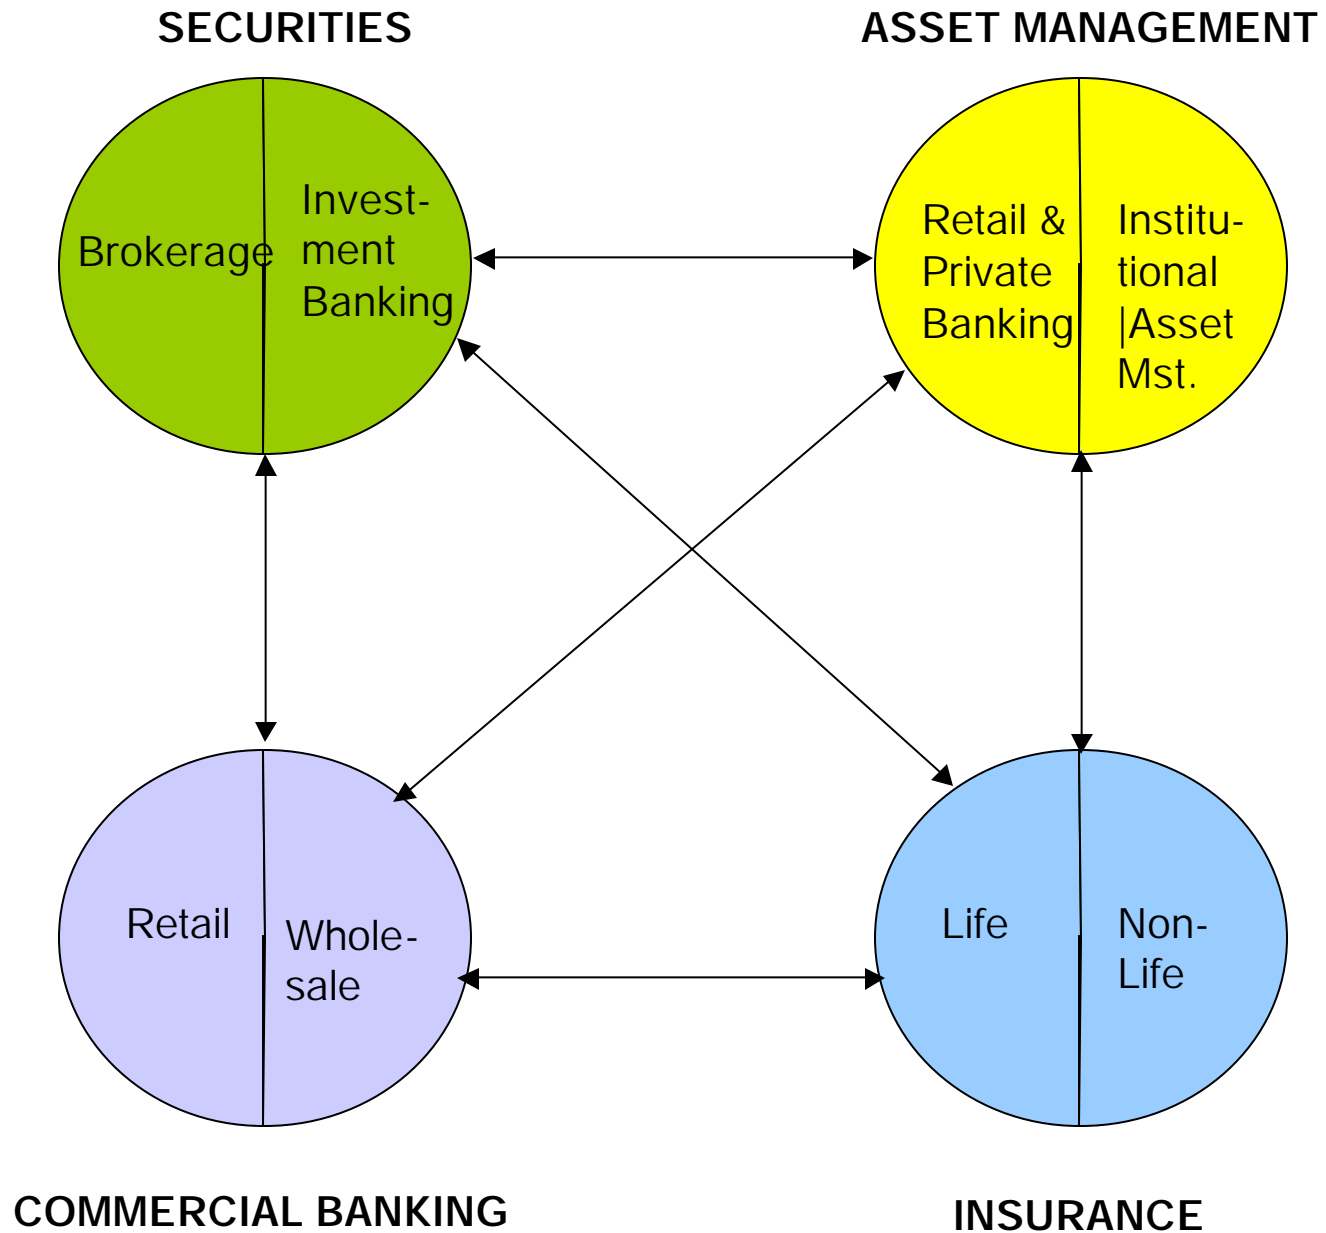 SECURITIES
ASSET MANAGEMENT
Brokerage
Invest-
ment
Banking
Retail &
Private
Banking
Institu-
tional
|Asset
Mst.
Retail
Whole-
sale
Life
Non-
Life
COMMERCIAL BANKING
INSURANCE